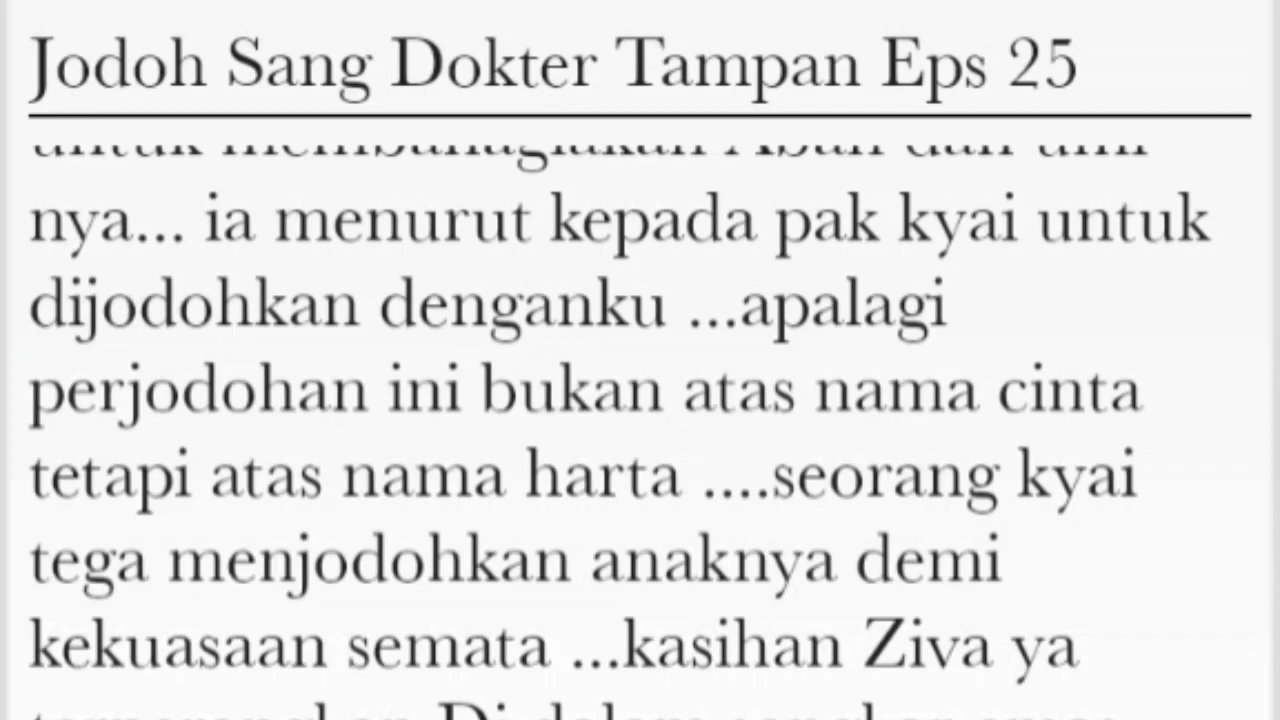 Jodoh Sang Dokter Tampan Eps 25
nya... ia menurut kepada pak kyai untuk
dijodohkan denganku ...apalagi
perjodohan ini bukan atas nama cinta
tetapi atas nama harta ....seorang kyai
tega menjodohkan anaknya demi
kekuasaan semata ...kasihan Ziva ya